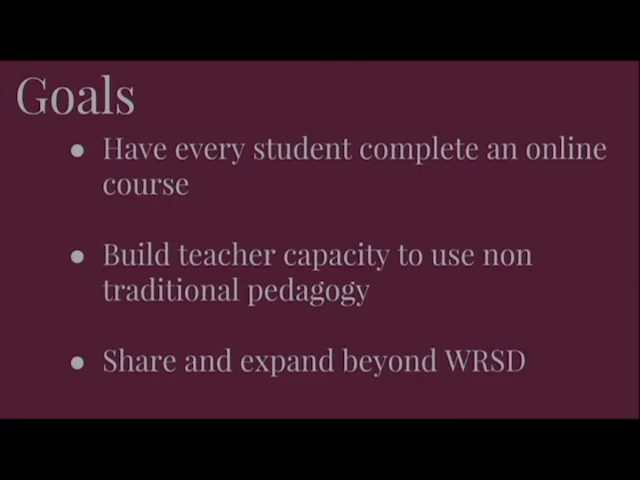 Goals
● Have every student complete an online
course
● Build teacher capacity to use non
traditional pedagogy
● Share and expand beyond WRSD